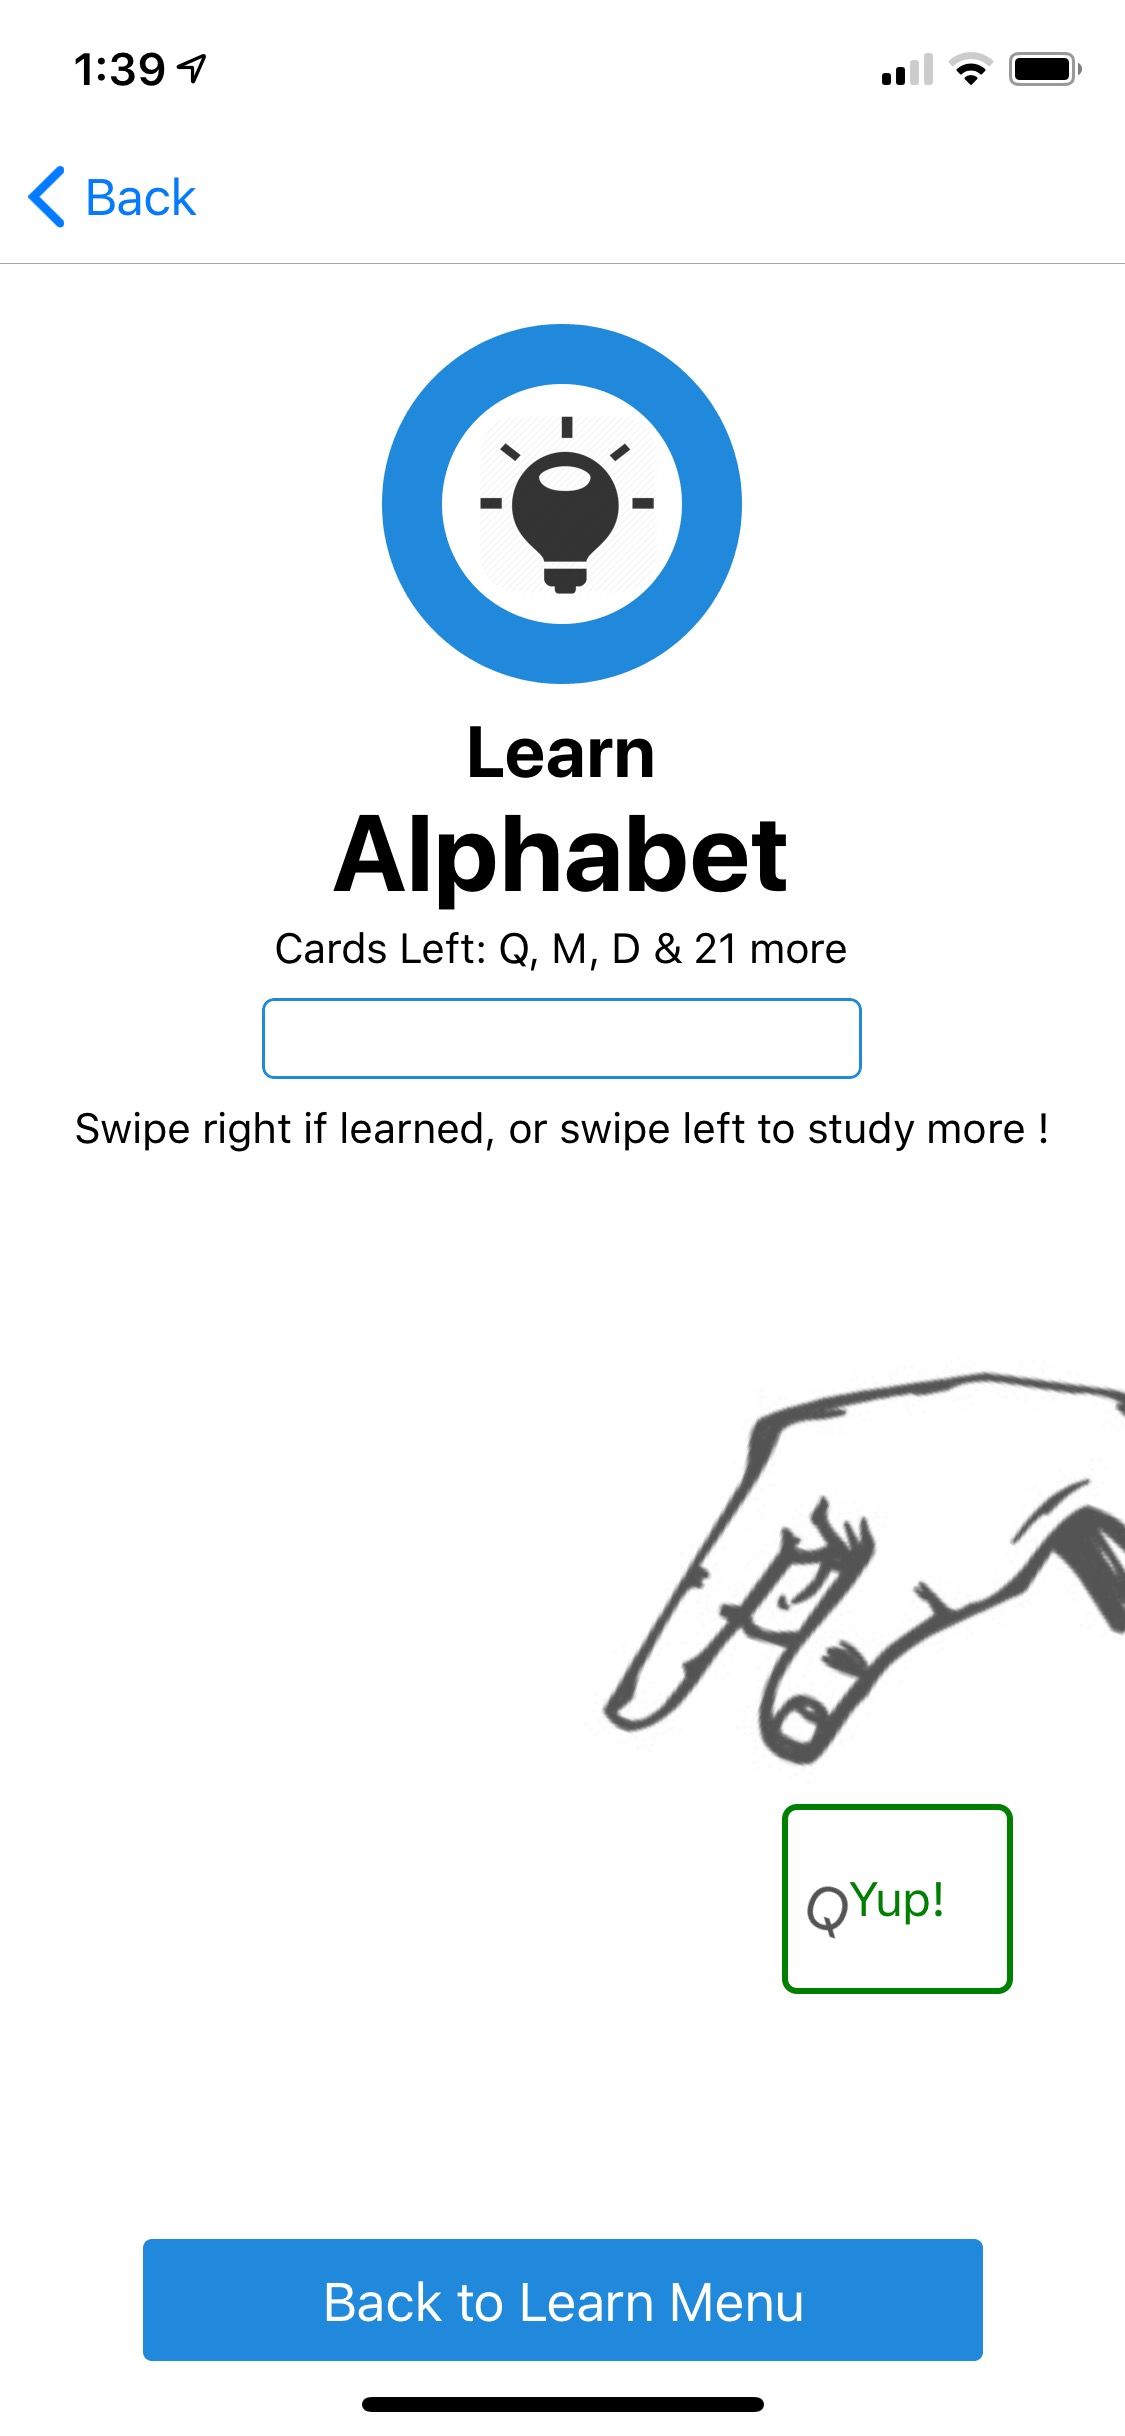 1:39
Back
Learn
Alphabet
Cards Left: Q, M, D & 21 more
Swipe right if learned, or swipe left to study more !
Q
Yup!
Back to Learn Menu